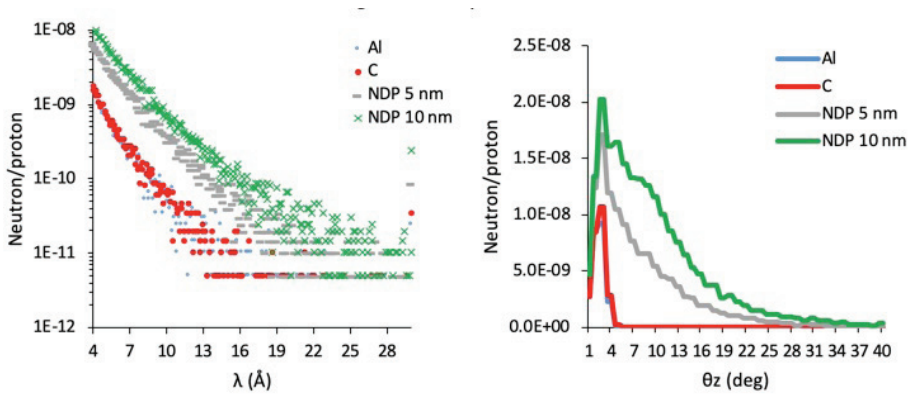 1E-08
1E-09
1E-10
1E-11
1E-12
Neutron/proton
4 7 10 13 16 19 22 25 28
λ (Å)
Al
C
NDP 5 nm
NDP 10 nm
2.5E-08
2.0E-08
1.5E-08
1.0E-08
5.0E-09
0.0E+00
Neutron/proton
1 4 7 10 13 16 19 22 25 28 31 34 37 40
θz (deg)
Al
C
NDP 5 nm
NDP 10 nm